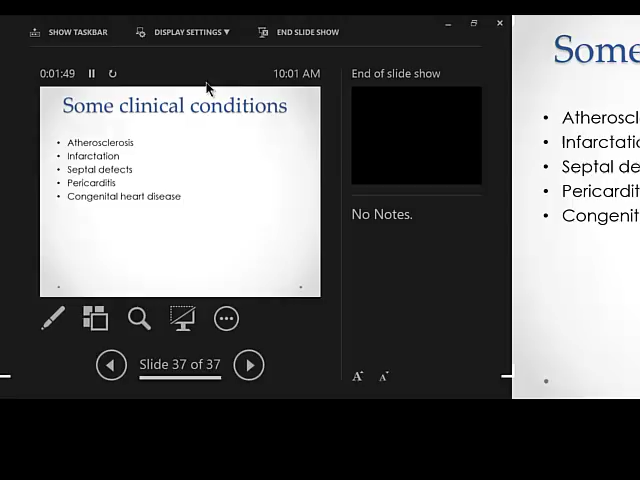 SHOW TASKBAR DISPLAY SETTINGS ▼ END SLIDE SHOW
0:01:49 10:01 AM
Some clinical conditions
• Atherosclerosis
• Infarctation
• Septal defects
• Pericarditis
• Congenital heart disease
Slide 37 of 37
End of slide show
No Notes.
A A
Some
• Atheroscl
• Infarctatio
• Septal de
• Pericardit
• Congenit